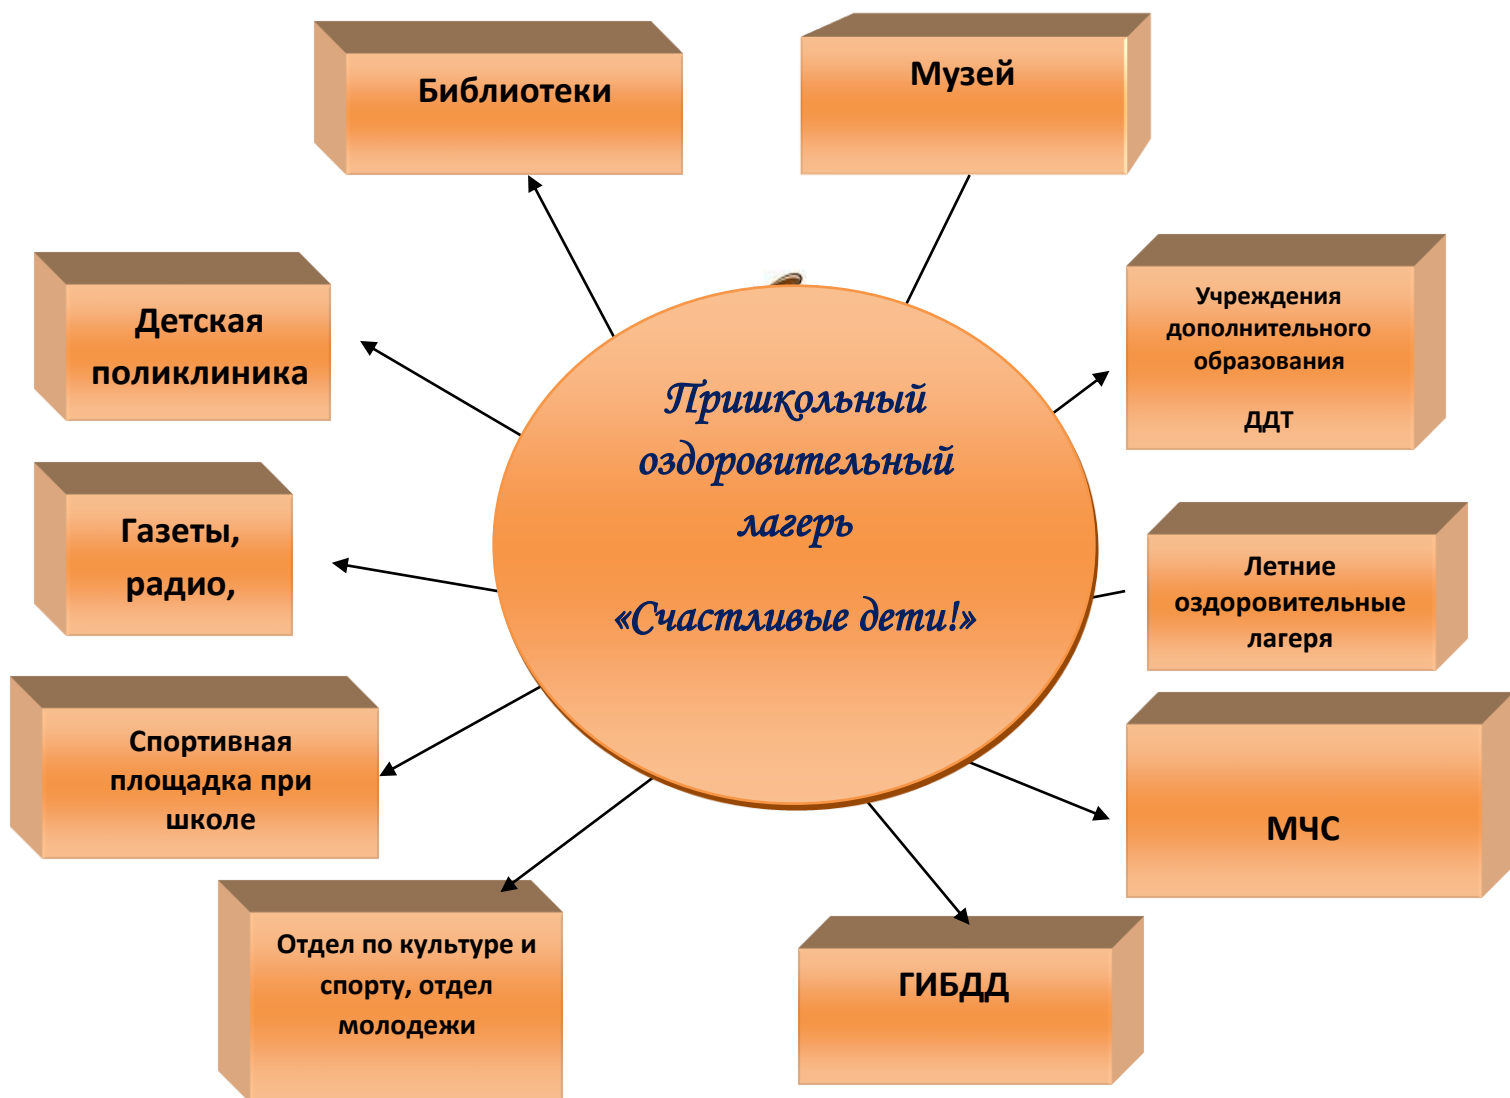 Библиотеки
Музей
Детская
поликлиника
Учреждения
дополнительного
образования
ДДТ
Пришкольный
оздоровительный
лагерь
«Счастливые дети!»
Газеты,
радио,
Летние
оздоровительные
лагеря
Спортивная
площадка при
школе
МЧС
Отдел по культуре и
спорту, отдел
молодежи
ГИБДД